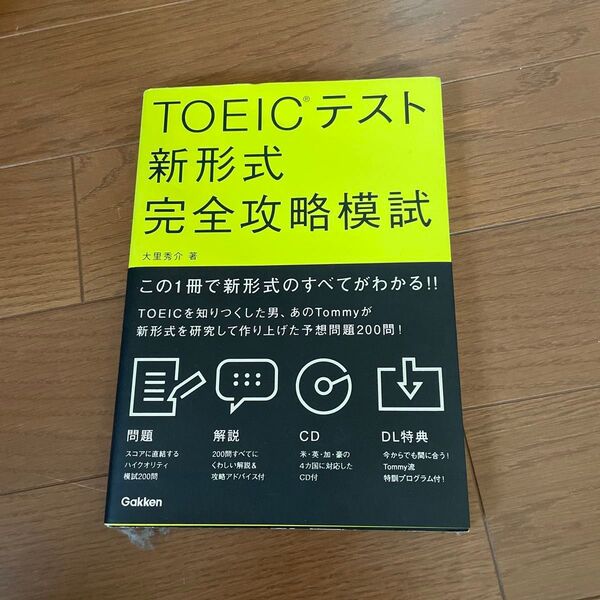 TOEIC®テスト
新形式
完全攻略模試
大里秀介 著
この1冊で新形式のすべてがわかる!!
TOEICを知りつくした男、あのTommyが
新形式を研究して作り上げた予想問題200問!
問題
スコアに直結する
ハイクオリティ
模試200問
解説
200問すべてに
くわしい解説&
攻略アドバイス付
CD
米・英・加・豪の
4カ国に対応した
CD付
DL特典
今からでも間に合う!
Tommy流
特訓プログラム付!
Gakken